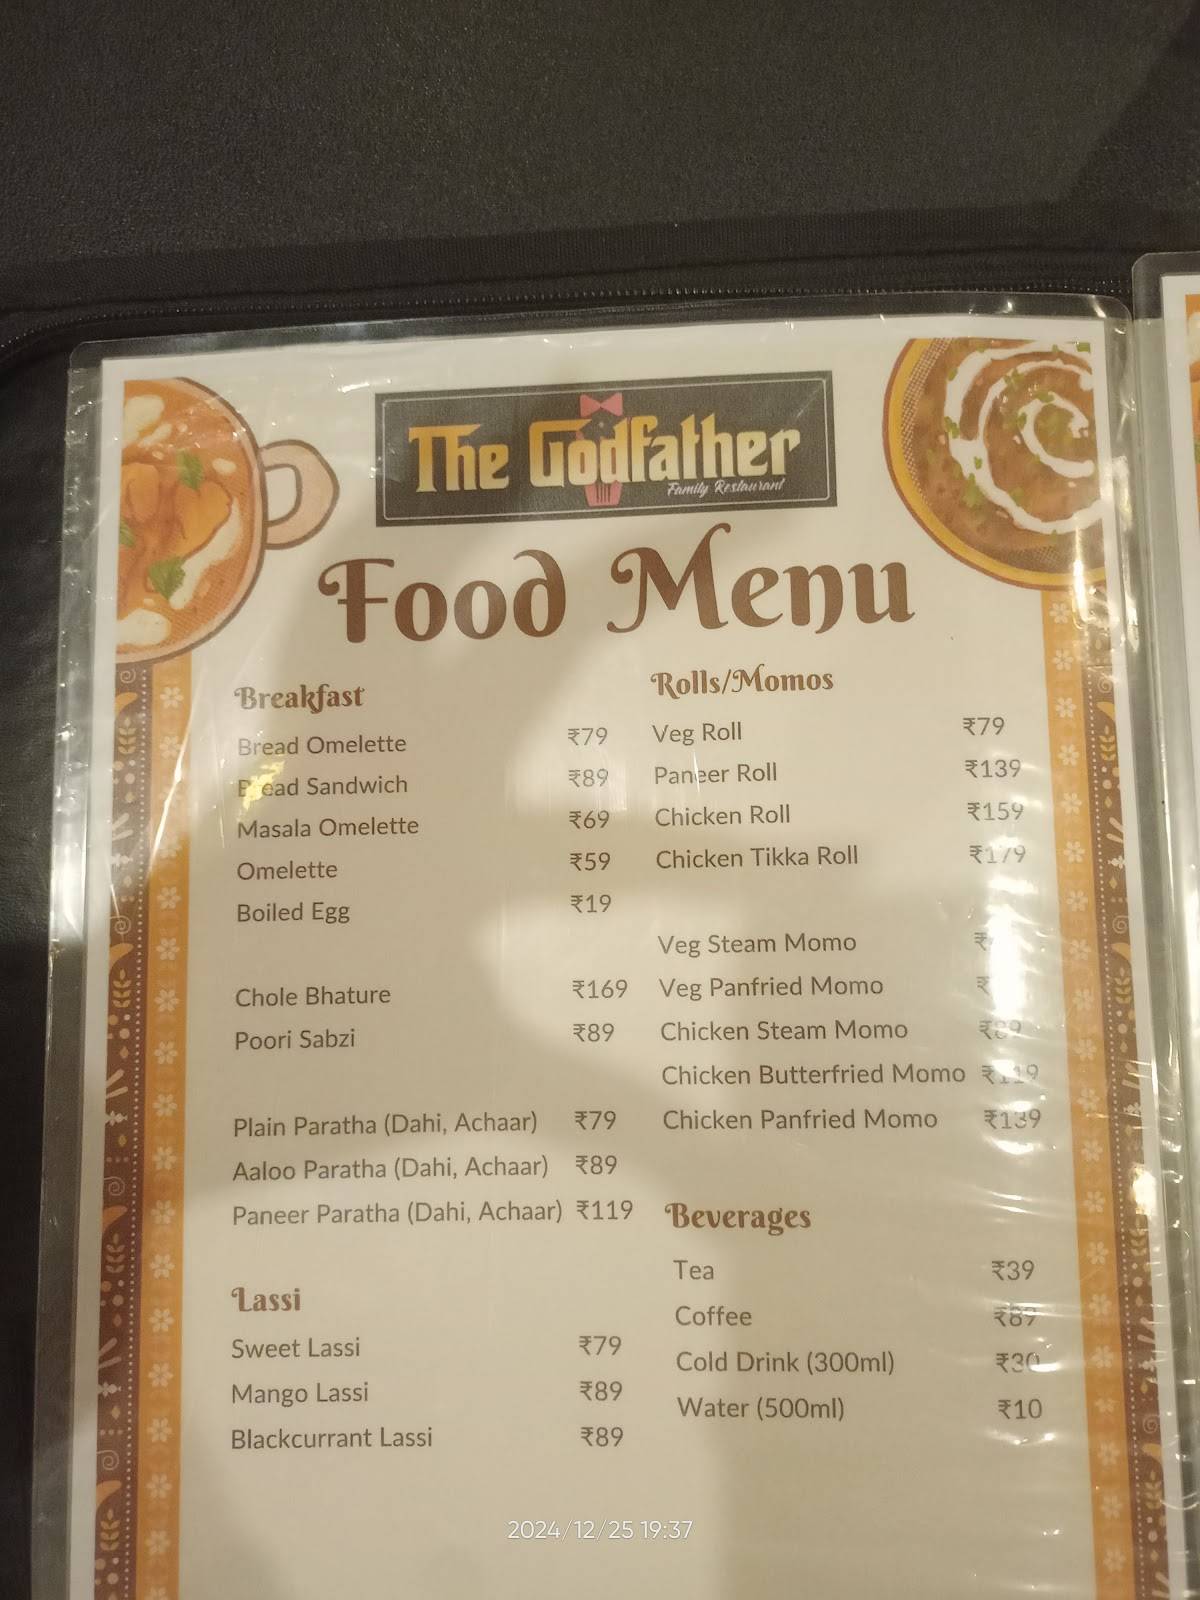 The Godfather
Family Restaurant
Food Menu
Breakfast
Bread Omelette ₹79
Bread Sandwich ₹89
Masala Omelette ₹69
Omelette ₹59
Boiled Egg ₹19
Chole Bhature ₹169
Poori Sabzi ₹89
Plain Paratha (Dahi, Achaar) ₹79
Aaloo Paratha (Dahi, Achaar) ₹89
Paneer Paratha (Dahi, Achaar) ₹119
Lassi
Sweet Lassi ₹79
Mango Lassi ₹89
Blackcurrant Lassi ₹89
Rolls/Momos
Veg Roll ₹79
Paneer Roll ₹139
Chicken Roll ₹159
Chicken Tikka Roll ₹179
Veg Steam Momo
Veg Panfried Momo
Chicken Steam Momo ₹89
Chicken Butterfried Momo ₹119
Chicken Panfried Momo ₹139
Beverages
Tea ₹39
Coffee ₹89
Cold Drink (300ml) ₹30
Water (500ml) ₹10
2024/12/25 19:37